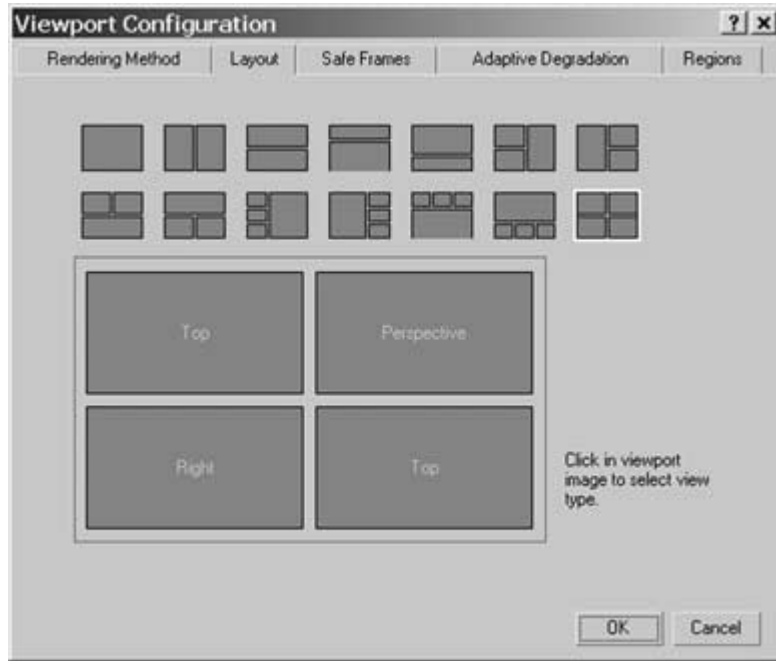 Viewport Configuration
Rendering Method Layout Safe Frames Adaptive Degradation Regions
Top Perspective
Right Top
Click in viewport
image to select view
type.
OK Cancel